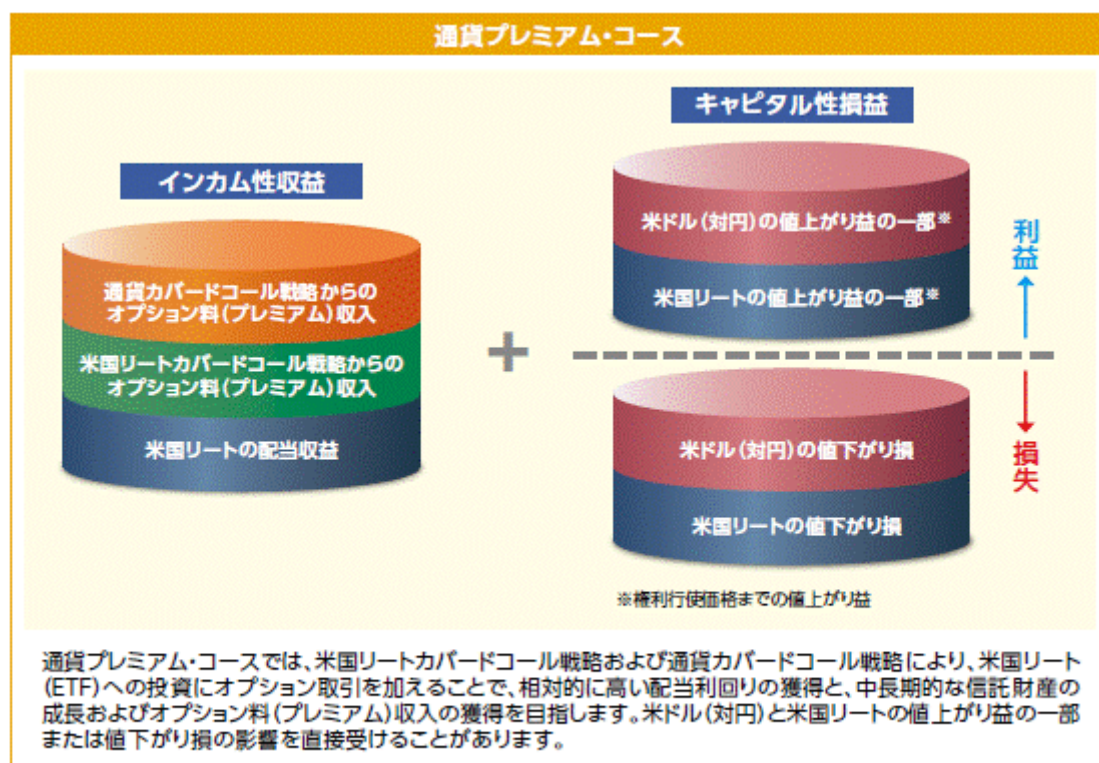 通貨プレミアム・コース
インカム性収益
通貨カバードコール戦略からの
オプション料(プレミアム)収入
米国リートカバードコール戦略からの
オプション料(プレミアム)収入
米国リートの配当収益
+
キャピタル性損益
米ドル(対円)の値上がり益の一部※
米国リートの値上がり益の一部※
利益
米ドル(対円)の値下がり損
米国リートの値下がり損
損失
※権利行使価格までの値上がり益
通貨プレミアム・コースでは、米国リートカバードコール戦略および通貨カバードコール戦略により、米国リート
(ETF)への投資にオプション取引を加えることで、相対的に高い配当利回りの獲得と、中長期的な信託財産の
成長およびオプション料(プレミアム)収入の獲得を目指します。米ドル(対円)と米国リートの値上がり益の一部
または値下がり損の影響を直接受けることがあります。